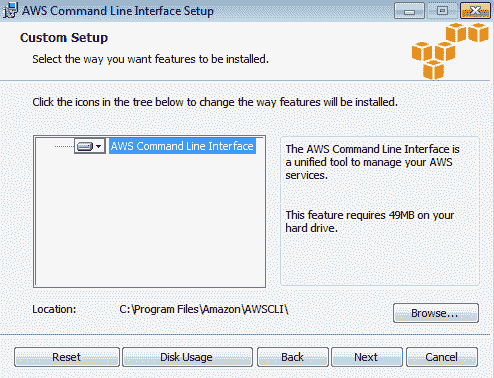 AWS Command Line Interface Setup
Custom Setup
Select the way you want features to be installed.
Click the icons in the tree below to change the way features will be installed.
AWS Command Line Interface
The AWS Command Line Interface is
a unified tool to manage your AWS
services.
This feature requires 49MB on your
hard drive.
Location: C:\Program Files\Amazon\AWSCLI\
Browse...
Reset Disk Usage Back Next Cancel